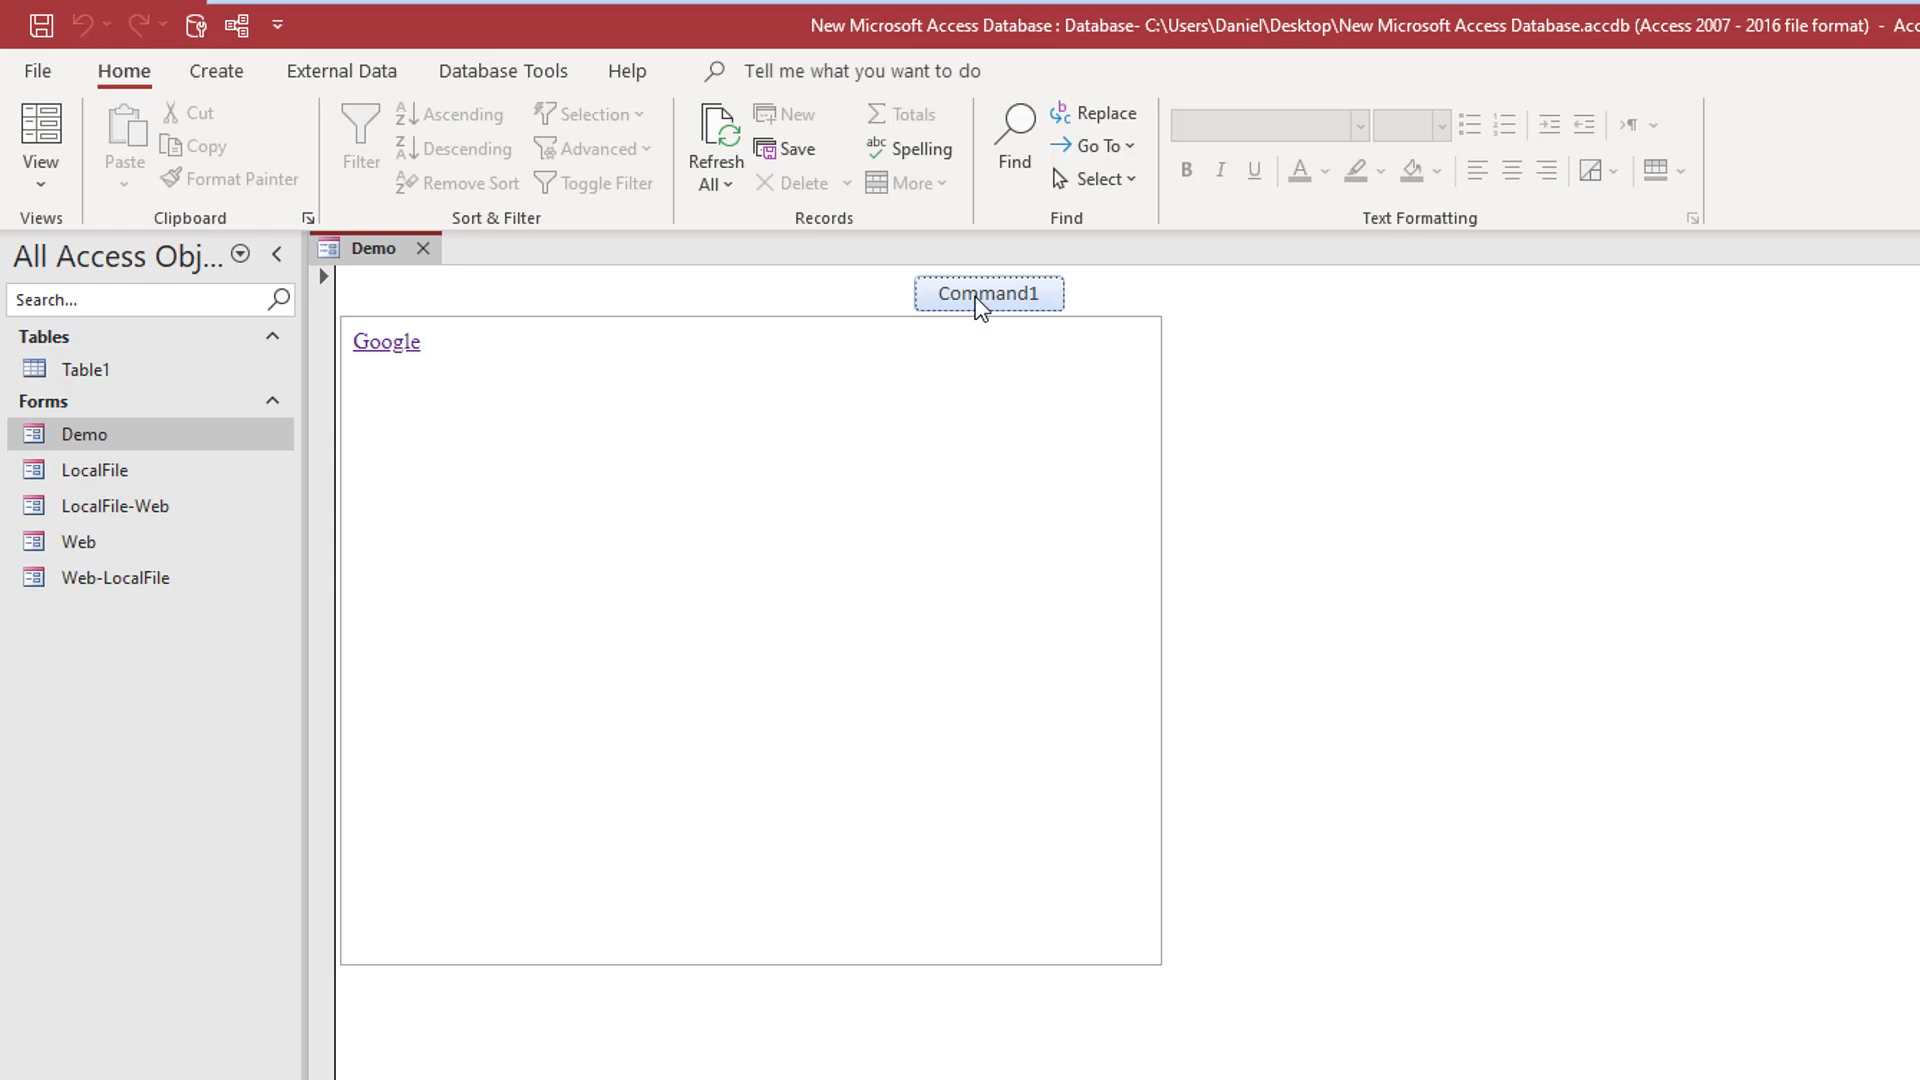 New Microsoft Access Database : Database- C:\Users\Daniel\Desktop\New Microsoft Access Database.accdb (Access 2007 - 2016 file format) - Acc
File Home Create External Data Database Tools Help Tell me what you want to do
View
Views
Paste
Cut
Copy
Format Painter
Clipboard
Filter
Ascending
Descending
Remove Sort
Selection
Advanced
Toggle Filter
Sort & Filter
Refresh
All
New
Save
Delete
Totals
Spelling
More
Records
Find
Replace
Go To
Select
Find
B I U
Text Formatting
All Access Obj...
Search...
Tables
Table1
Forms
Demo
LocalFile
LocalFile-Web
Web
Web-LocalFile
Demo
Command1
Google